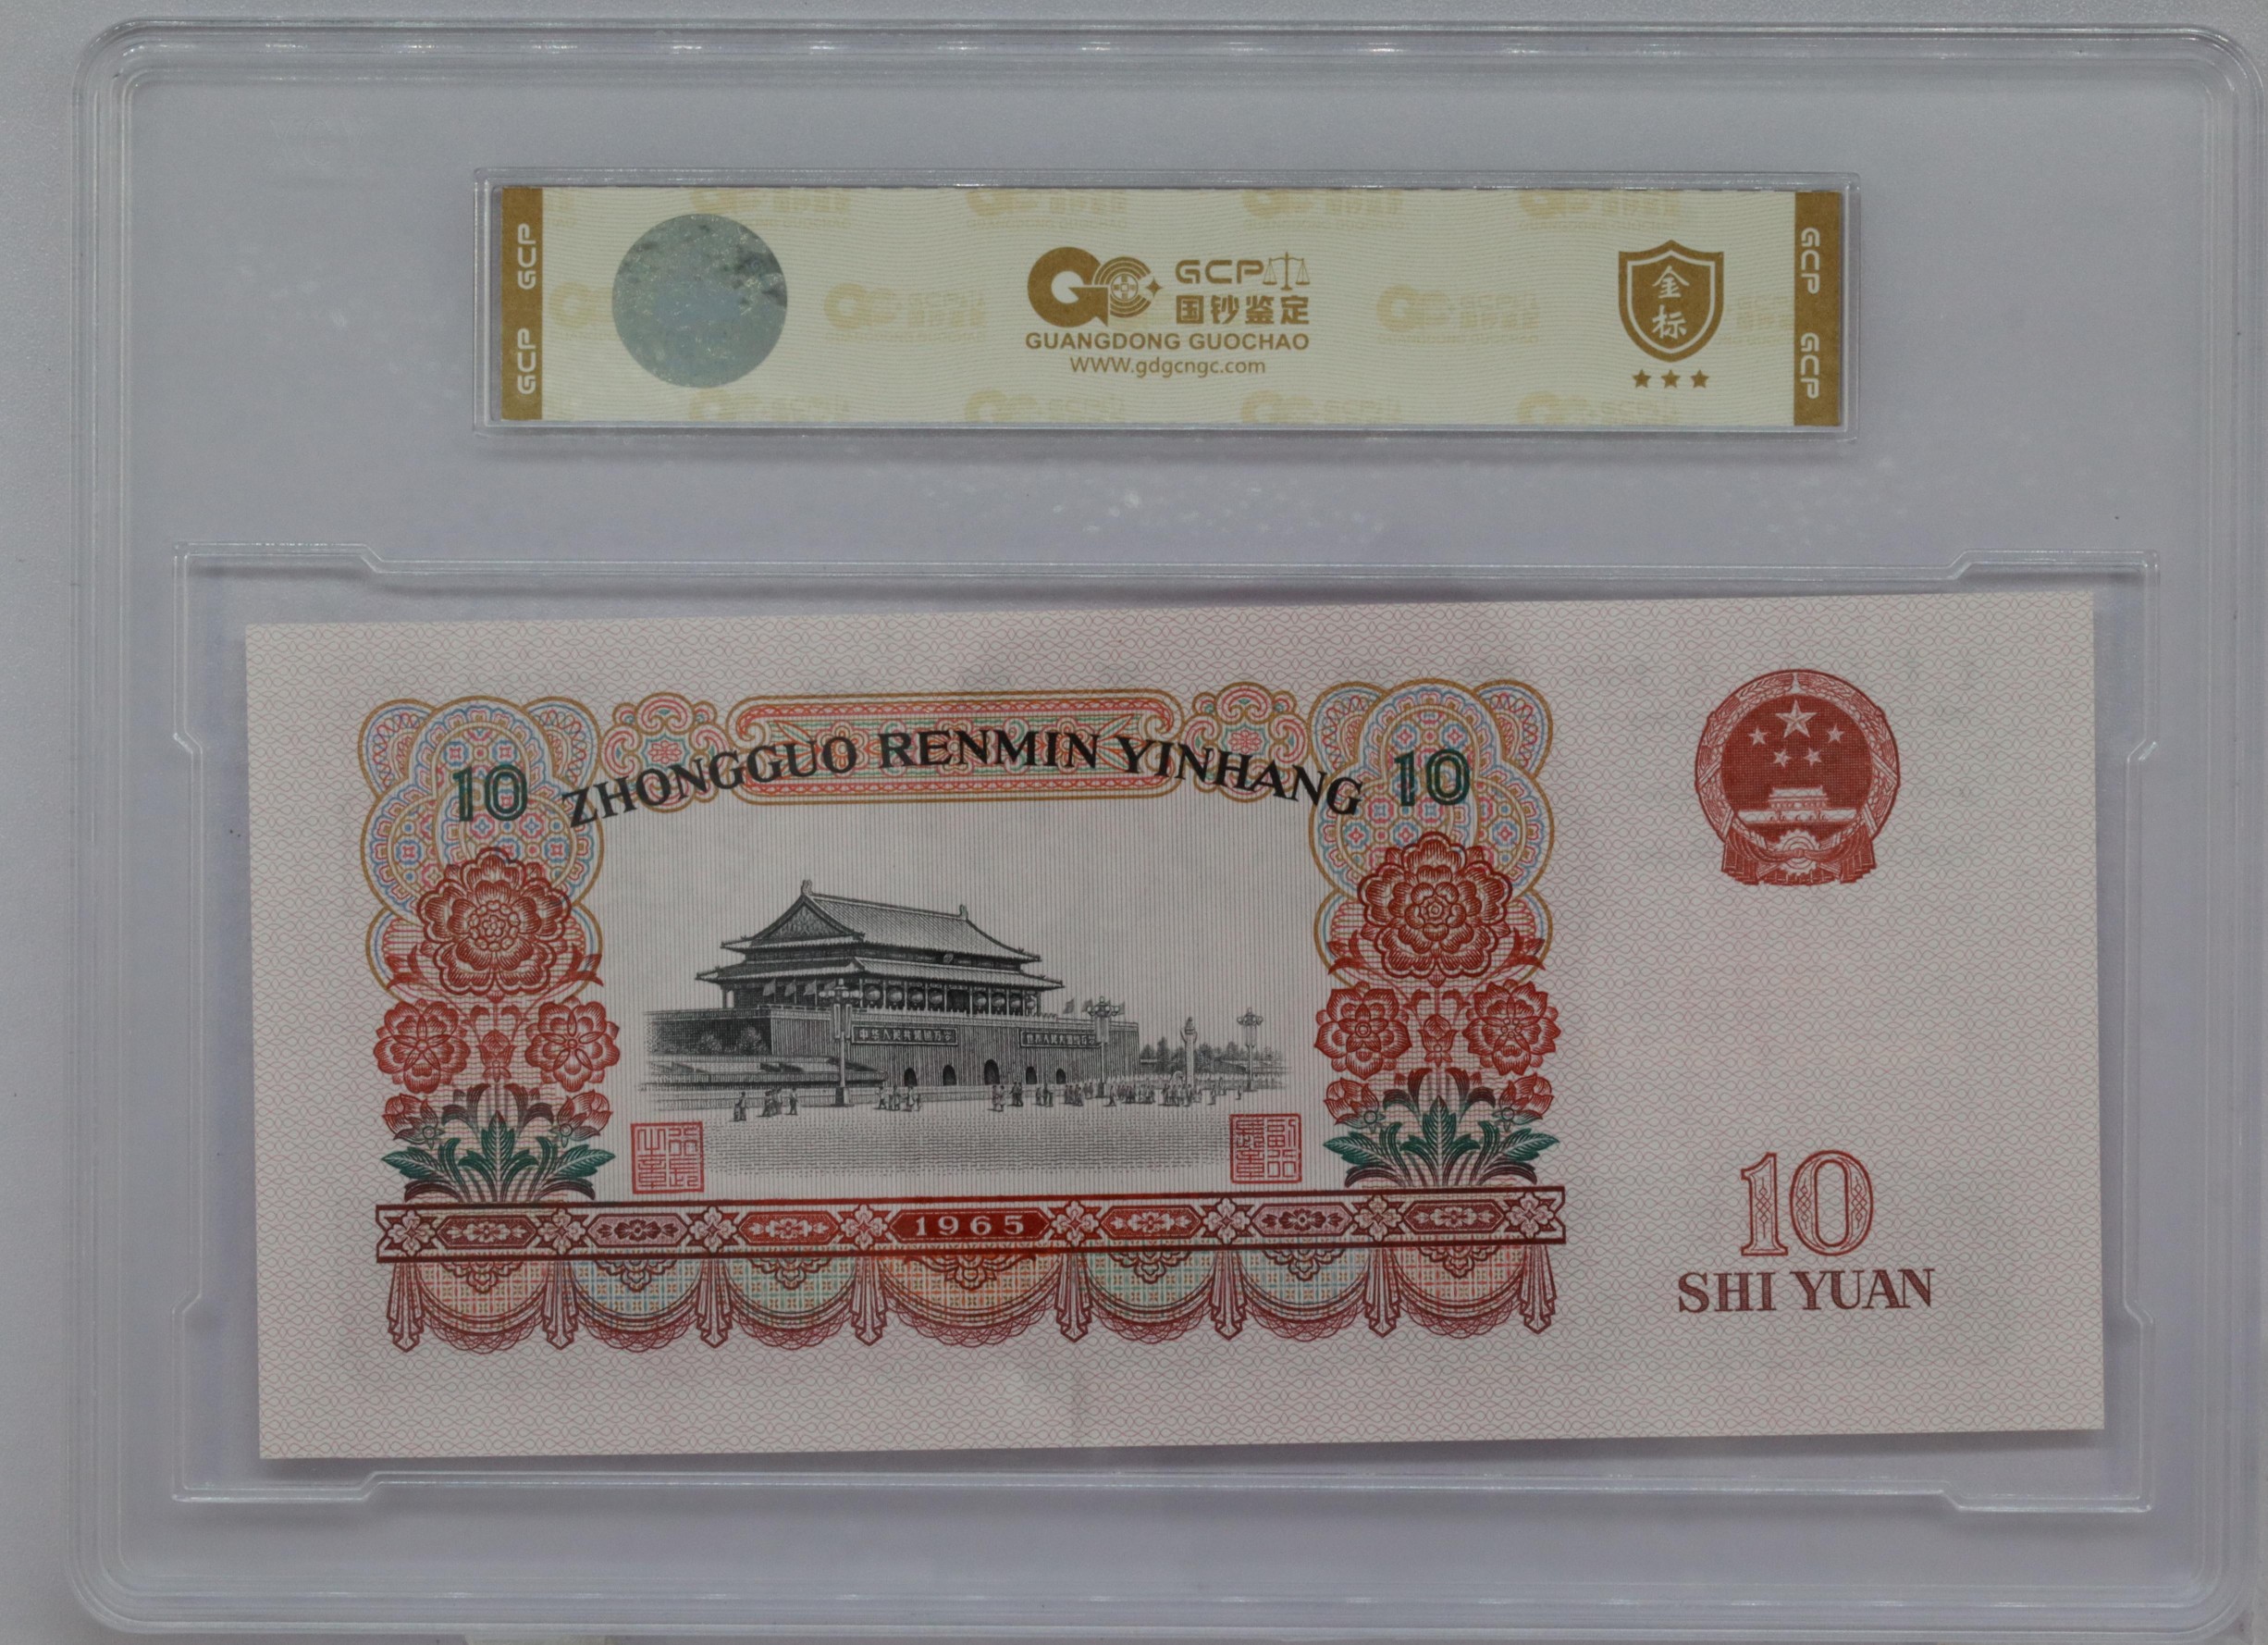 GCP GCP
GCP
国钞鉴定
GUANGDONG GUOCHAO
WWW.gdgcngc.com
金
标
GCP GCP
10 ZHONGGUO RENMIN YINHANG 10
1965
10
SHI YUAN